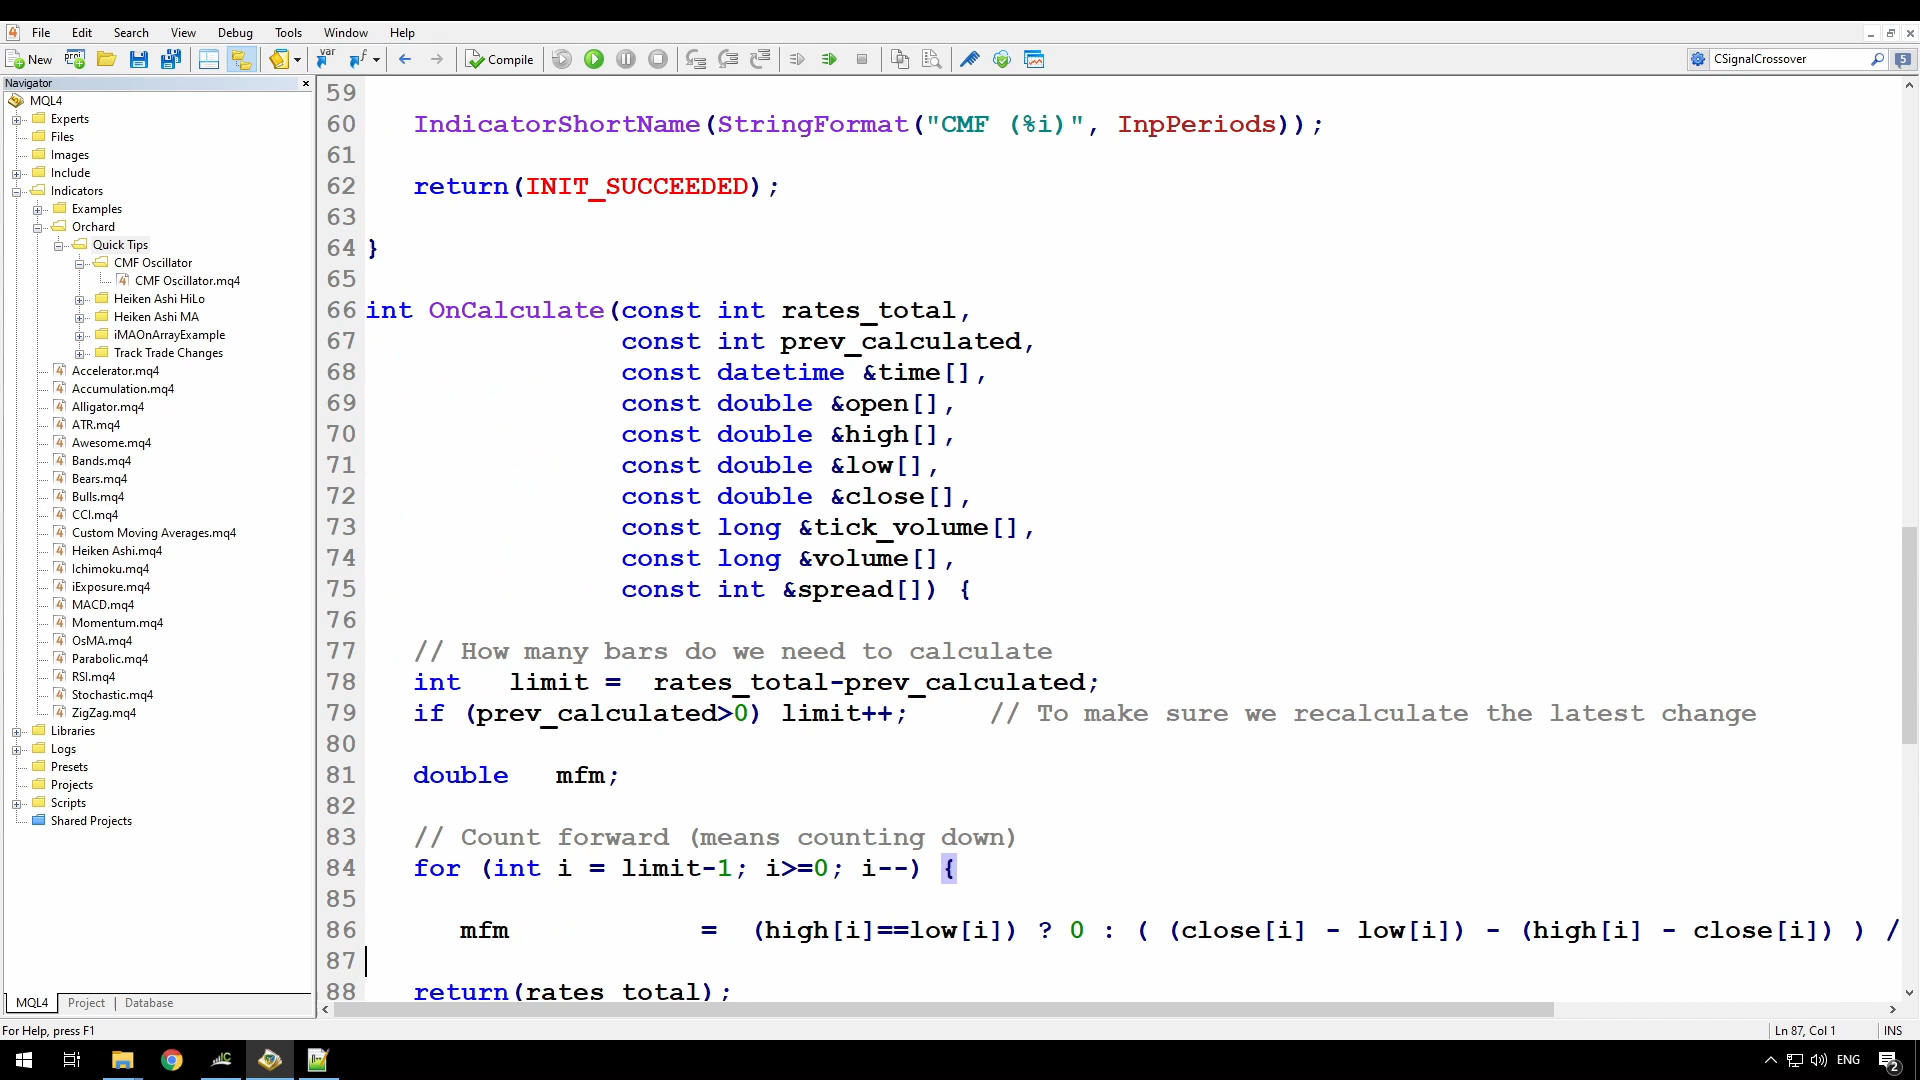 File Edit Search View Debug Tools Window Help
New Compile CSignalCrossover 5
Navigator
MQL4
Experts
Files
Images
Include
Indicators
Examples
Orchard
Quick Tips
CMF Oscillator
CMF Oscillator.mq4
Heiken Ashi HiLo
Heiken Ashi MA
iMAOnArrayExample
Track Trade Changes
Accelerator.mq4
Accumulation.mq4
Alligator.mq4
ATR.mq4
Awesome.mq4
Bands.mq4
Bears.mq4
Bulls.mq4
CCI.mq4
Custom Moving Averages.mq4
Heiken Ashi.mq4
Ichimoku.mq4
iExposure.mq4
MACD.mq4
Momentum.mq4
OsMA.mq4
Parabolic.mq4
RSI.mq4
Stochastic.mq4
ZigZag.mq4
Libraries
Logs
Presets
Projects
Scripts
Shared Projects
MQL4 Project Database
59
60 IndicatorShortName(StringFormat("CMF (%i)", InpPeriods));
61
62 return(INIT_SUCCEEDED);
63
64 }
65
66 int OnCalculate(const int rates_total,
67 const int prev_calculated,
68 const datetime &time[],
69 const double &open[],
70 const double &high[],
71 const double &low[],
72 const double &close[],
73 const long &tick_volume[],
74 const long &volume[],
75 const int &spread[]) {
76
77 // How many bars do we need to calculate
78 int limit = rates_total-prev_calculated;
79 if (prev_calculated>0) limit++; // To make sure we recalculate the latest change
80
81 double mfm;
82
83 // Count forward (means counting down)
84 for (int i = limit-1; i>=0; i--) {
85
86 mfm = (high[i]==low[i]) ? 0 : ( (close[i] - low[i]) - (high[i] - close[i]) ) /
87
88 return(rates_total);
For Help, press F1 Ln 87, Col 1 INS
ENG 2